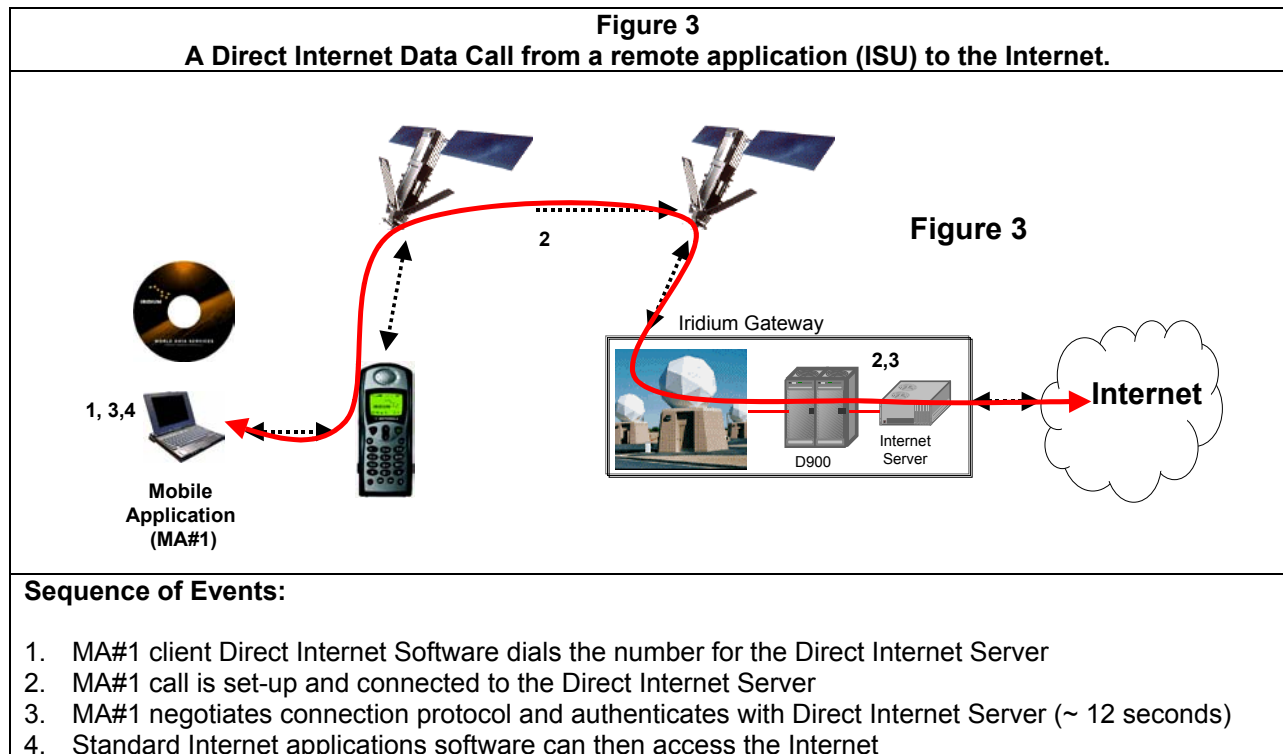 Figure 3
A Direct Internet Data Call from a remote application (ISU) to the Internet.
2
Figure 3
IRIDIUM
Iridium Gateway
2,3
Internet
1, 3,4
Internet
Server
D900
Mobile
Application
(MA#1)
Sequence of Events:
1. MA#1 client Direct Internet Software dials the number for the Direct Internet Server
2. MA#1 call is set-up and connected to the Direct Internet Server
3. MA#1 negotiates connection protocol and authenticates with Direct Internet Server (~ 12 seconds)
4. Standard Internet applications software can then access the Internet